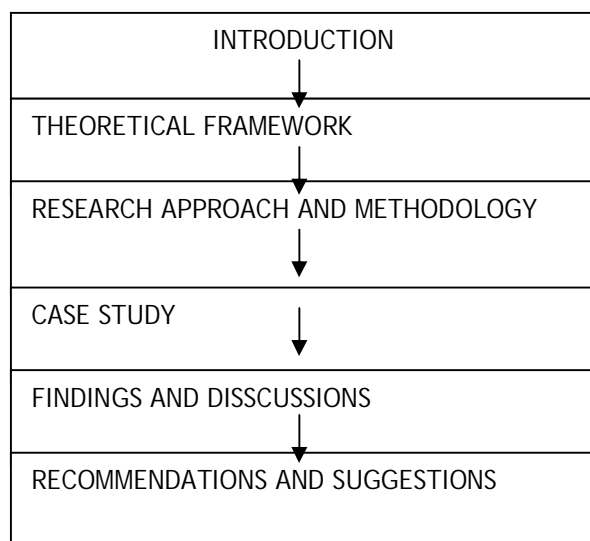 INTRODUCTION
THEORETICAL FRAMEWORK
RESEARCH APPROACH AND METHODOLOGY
CASE STUDY
FINDINGS AND DISSCUSSIONS
RECOMMENDATIONS AND SUGGESTIONS